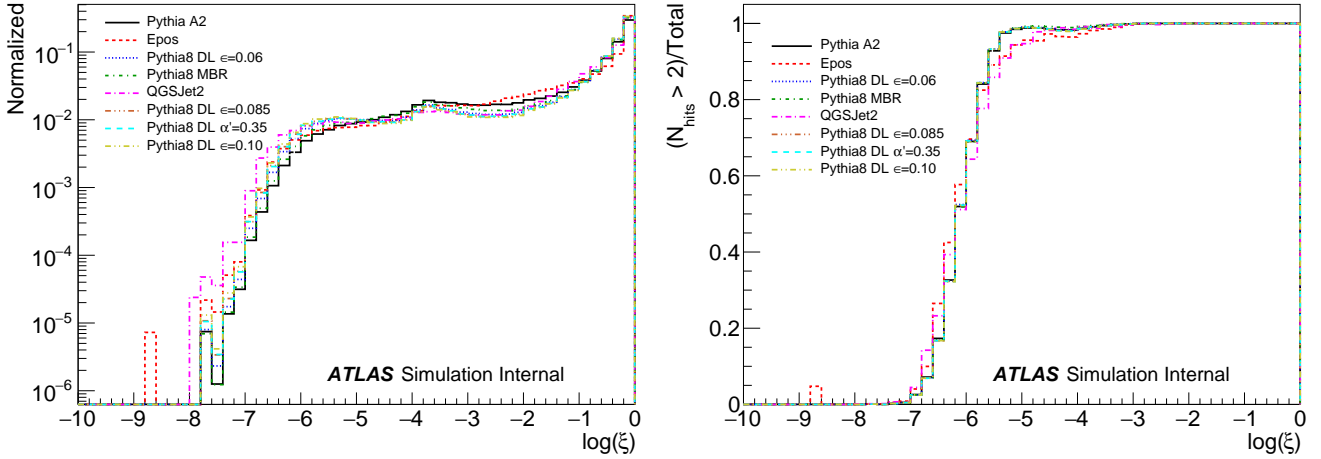 Normalized
Pythia A2
Epos
Pythia8 DL ϵ=0.06
Pythia8 MBR
QGSJet2
Pythia8 DL ϵ=0.085
Pythia8 DL α'=0.35
Pythia8 DL ϵ=0.10
10⁻¹
10⁻²
10⁻³
10⁻⁴
10⁻⁵
10⁻⁶
ATLAS Simulation Internal
−10 −9 −8 −7 −6 −5 −4 −3 −2 −1 0
log(ξ)
(N_hits > 2)/Total
Pythia A2
Epos
Pythia8 DL ϵ=0.06
Pythia8 MBR
QGSJet2
Pythia8 DL ϵ=0.085
Pythia8 DL α'=0.35
Pythia8 DL ϵ=0.10
1
0.8
0.6
0.4
0.2
0
ATLAS Simulation Internal
−10 −9 −8 −7 −6 −5 −4 −3 −2 −1 0
log(ξ)